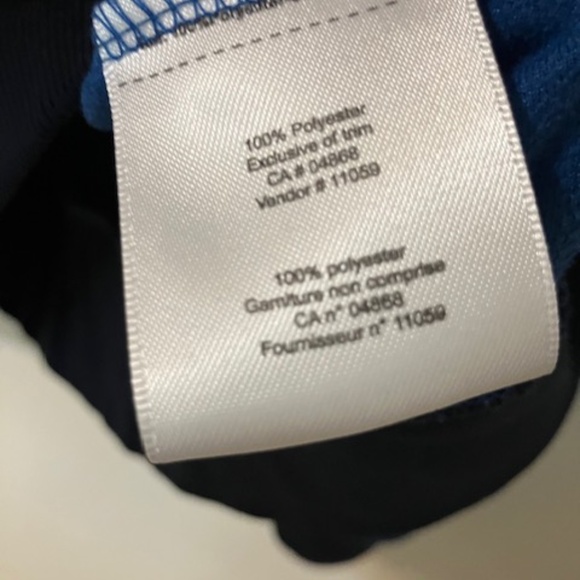 100% Polyester
Exclusive of trim
CA # 04868
Vendor # 11059
100% polyester
Garniture non comprise
CA n° 04868
Fournisseur n° 11059